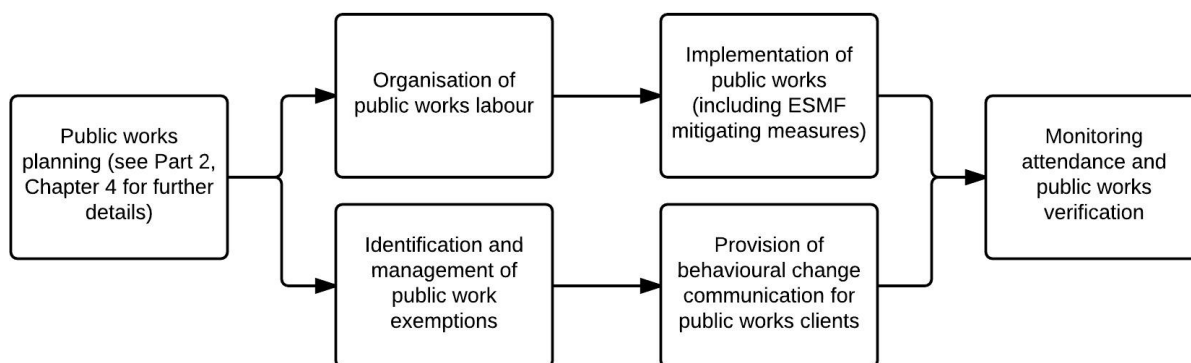 Public works
planning (see Part 2,
Chapter 4 for further
details)
Organisation of
public works labour
Implementation of
public works
(including ESMF
mitigating measures)
Identification and
management of
public work
exemptions
Provision of
behavioural change
communication for
public works clients
Monitoring
attendance and
public works
verification